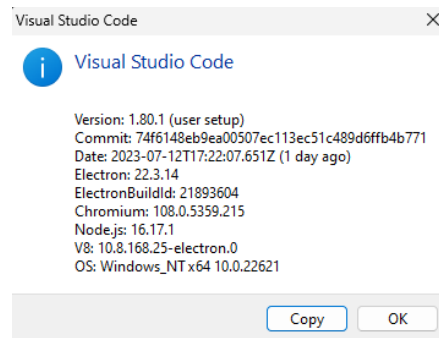 Visual Studio Code
Visual Studio Code
Version: 1.80.1 (user setup)
Commit: 74f6148eb9ea00507ec113ec51c489d6ffb4b771
Date: 2023-07-12T17:22:07.651Z (1 day ago)
Electron: 22.3.14
ElectronBuildId: 21893604
Chromium: 108.0.5359.215
Node.js: 16.17.1
V8: 10.8.168.25-electron.0
OS: Windows_NT x64 10.0.22621
Copy OK